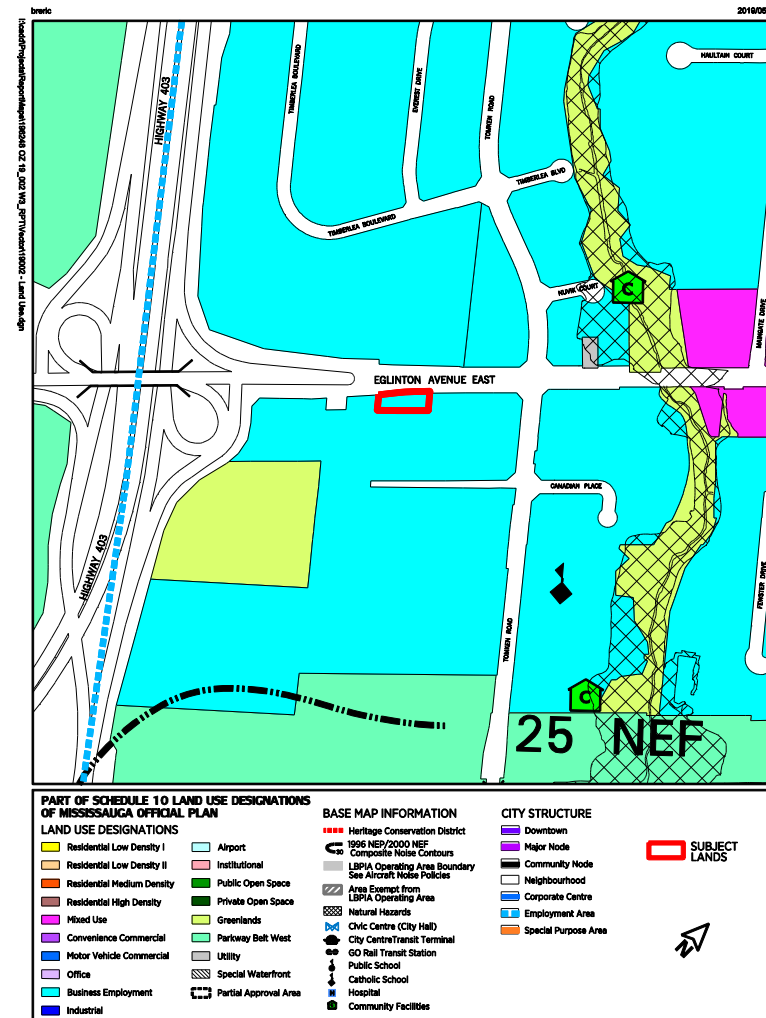 breric
2019/05
HIGHWAY 403
TIMBERLEA BOULEVARD
EVEREST DRIVE
TOMKEN ROAD
HAULTAIN COURT
TIMBERLEA BLVD
TIMBERLEA BOULEVARD
COURT
C
MAINGATE DRIVE
EGLINTON AVENUE EAST
CANADIAN PLACE
HIGHWAY 403
TOMKEN ROAD
FEWSTER DRIVE
C
25 NEF
PART OF SCHEDULE 10 LAND USE DESIGNATIONS
OF MISSISSAUGA OFFICIAL PLAN
LAND USE DESIGNATIONS
Residential Low Density I
Residential Low Density II
Residential Medium Density
Residential High Density
Mixed Use
Convenience Commercial
Motor Vehicle Commercial
Office
Business Employment
Industrial
Airport
Institutional
Public Open Space
Private Open Space
Greenlands
Parkway Belt West
Utility
Special Waterfront
Partial Approval Area
BASE MAP INFORMATION
Heritage Conservation District
1996 NEP/2000 NEF
Composite Noise Contours
30
LBPIA Operating Area Boundary
See Aircraft Noise Policies
Area Exempt from
LBPIA Operating Area
Natural Hazards
Civic Centre (City Hall)
City CentreTransit Terminal
GO Rail Transit Station
Public School
Catholic School
H
Hospital
Community Facilities
CITY STRUCTURE
Downtown
Major Node
Community Node
Neighbourhood
Corporate Centre
Employment Area
Special Purpose Area
SUBJECT
LANDS